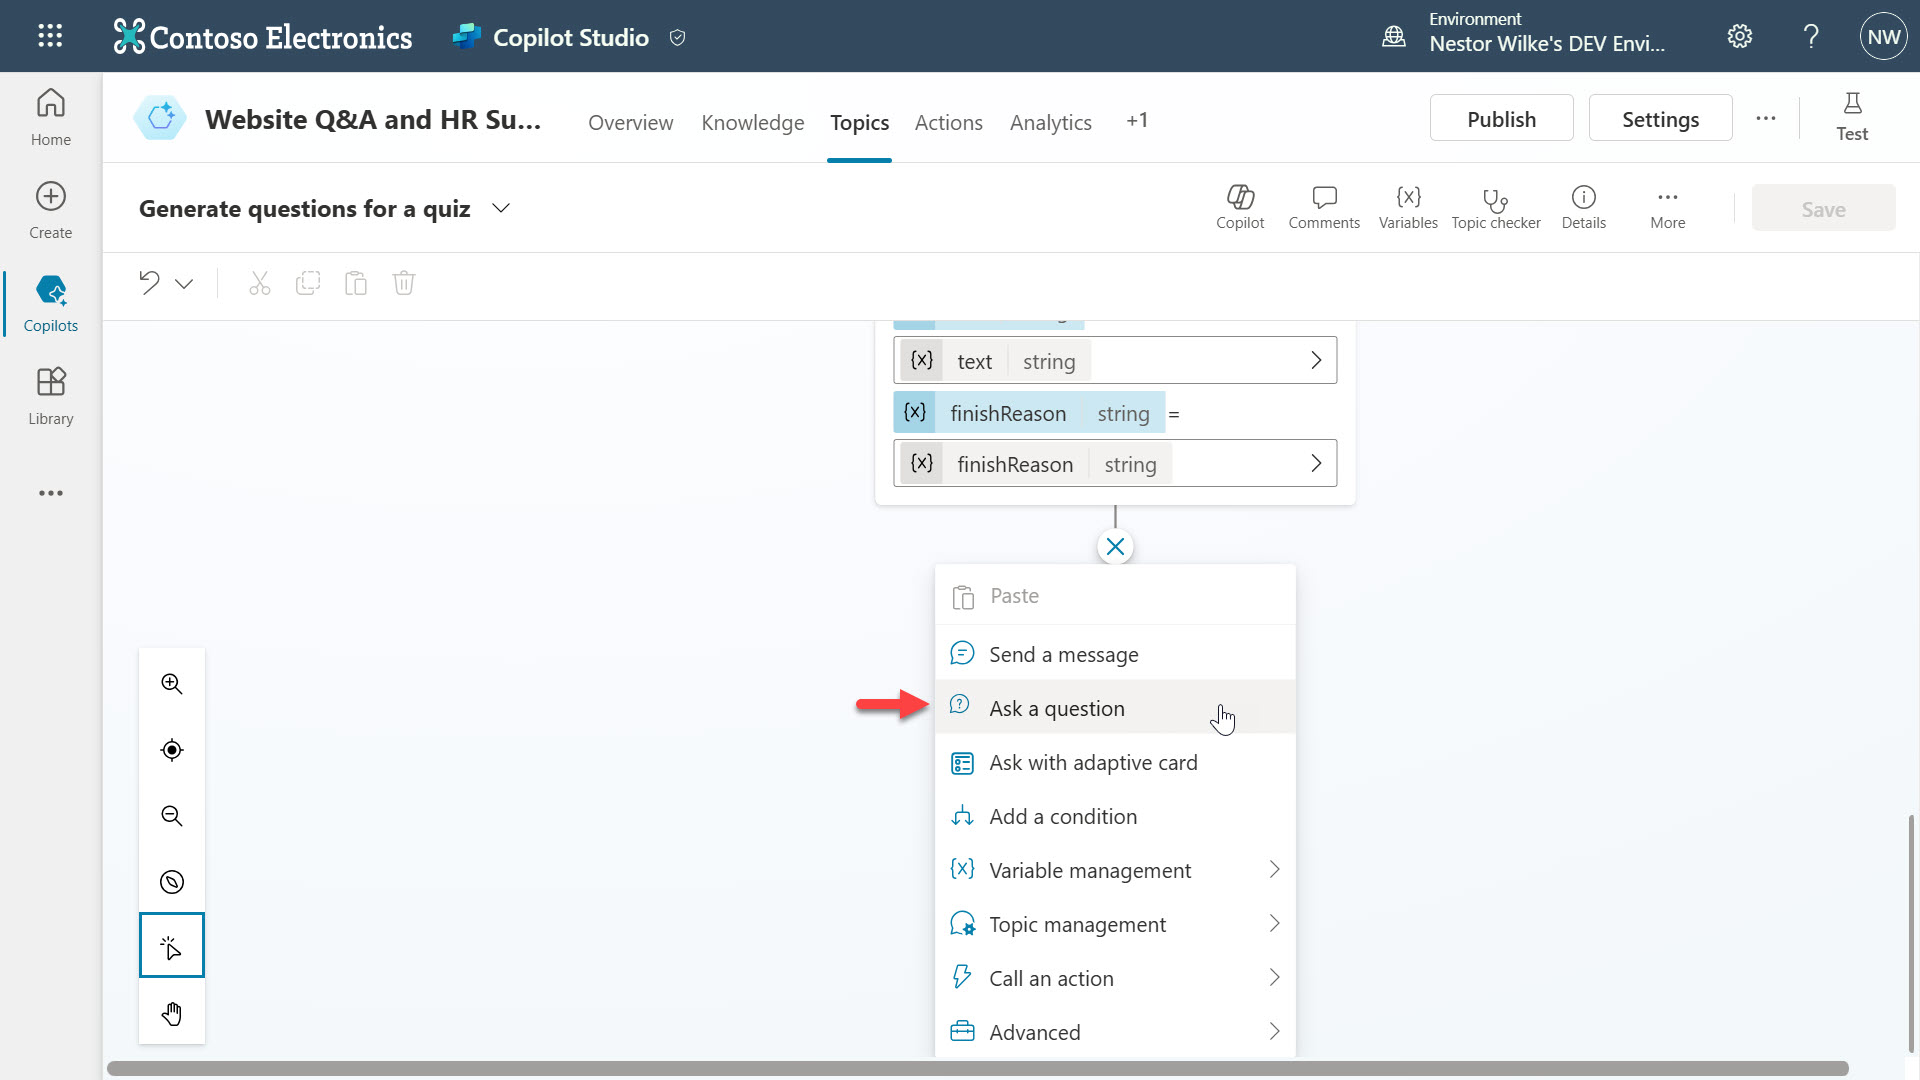 Contoso Electronics
Copilot Studio
Environment
Nestor Wilke's DEV Envi...
NW
Home
Create
Copilots
Library
Website Q&A and HR Su...
Overview
Knowledge
Topics
Actions
Analytics
+1
Publish
Settings
Test
Generate questions for a quiz
Copilot
Comments
Variables
Topic checker
Details
More
Save
{x} text string
{x} finishReason string =
{x} finishReason string
Paste
Send a message
Ask a question
Ask with adaptive card
Add a condition
{x} Variable management
Topic management
Call an action
Advanced